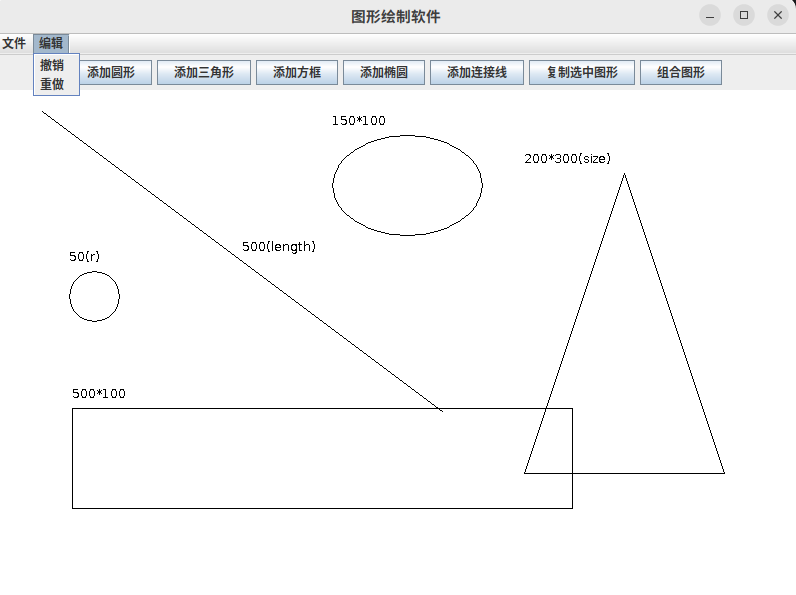 图形绘制软件
文件 编辑
撤销
重做
添加圆形 添加三角形 添加方框 添加椭圆 添加连接线 复制选中图形 组合图形
150*100
200*300(size)
500(length)
50(r)
500*100